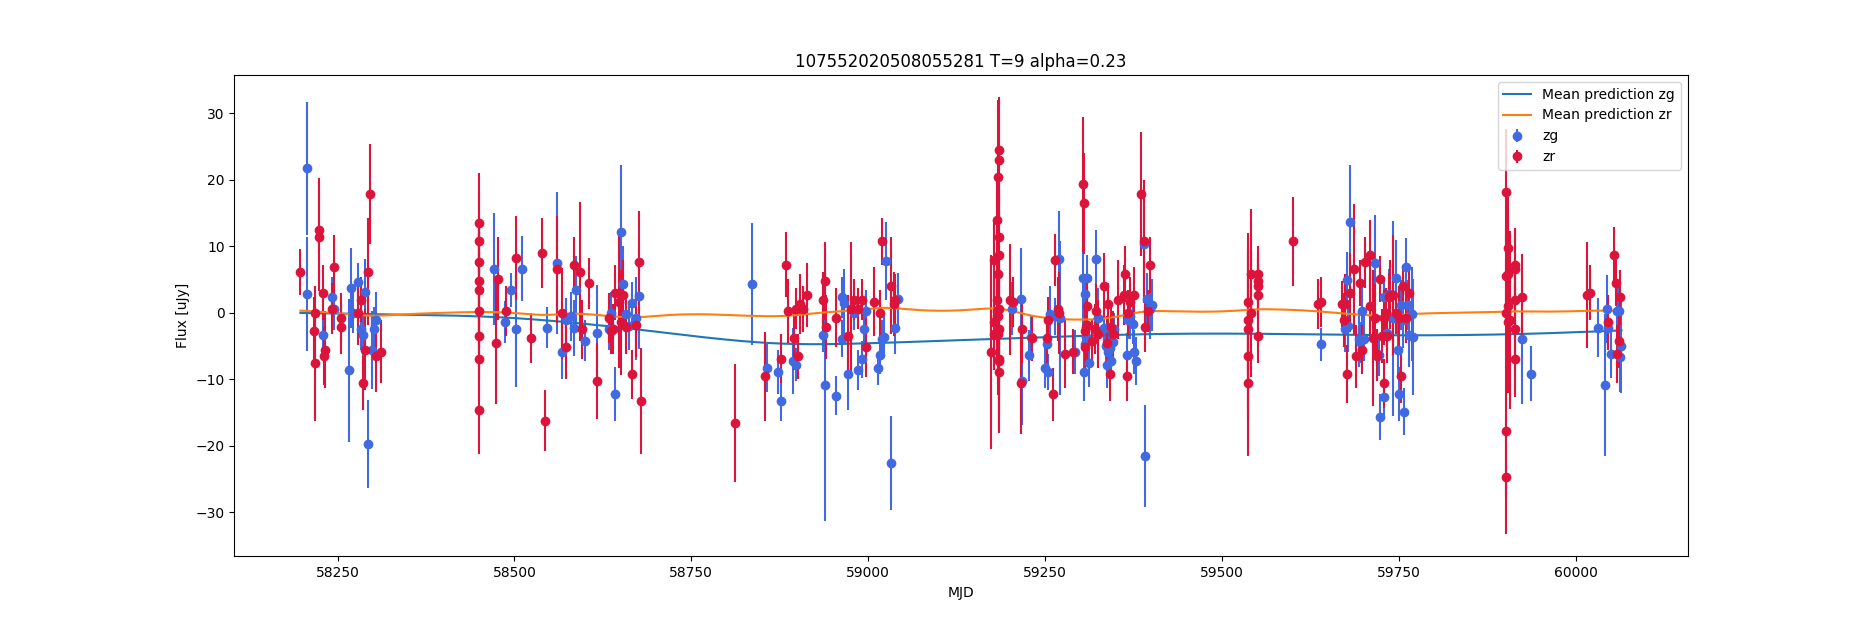 107552020508055281 T=9 alpha=0.23
Mean prediction zg
Mean prediction zr
zg
zr
30
20
10
0
−10
−20
−30
Flux [uJy]
58250 58500 58750 59000 59250 59500 59750 60000
MJD